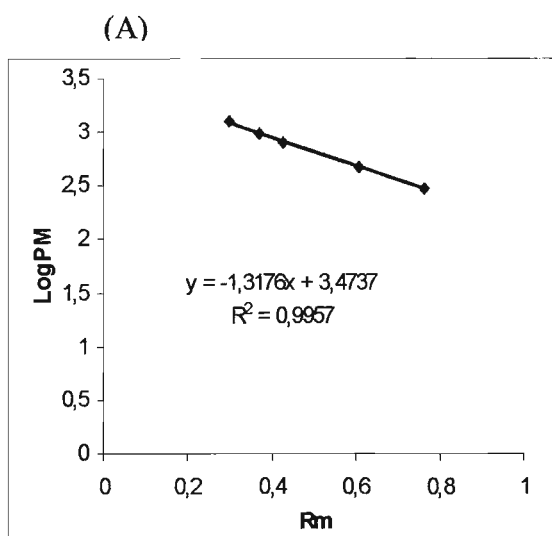 (A)
3,5
3
2,5
2
1,5
1
0,5
0
LogPM
y = -1,3176x + 3,4737
R² = 0,9957
0
0,2
0,4
0,6
0,8
1
Rm